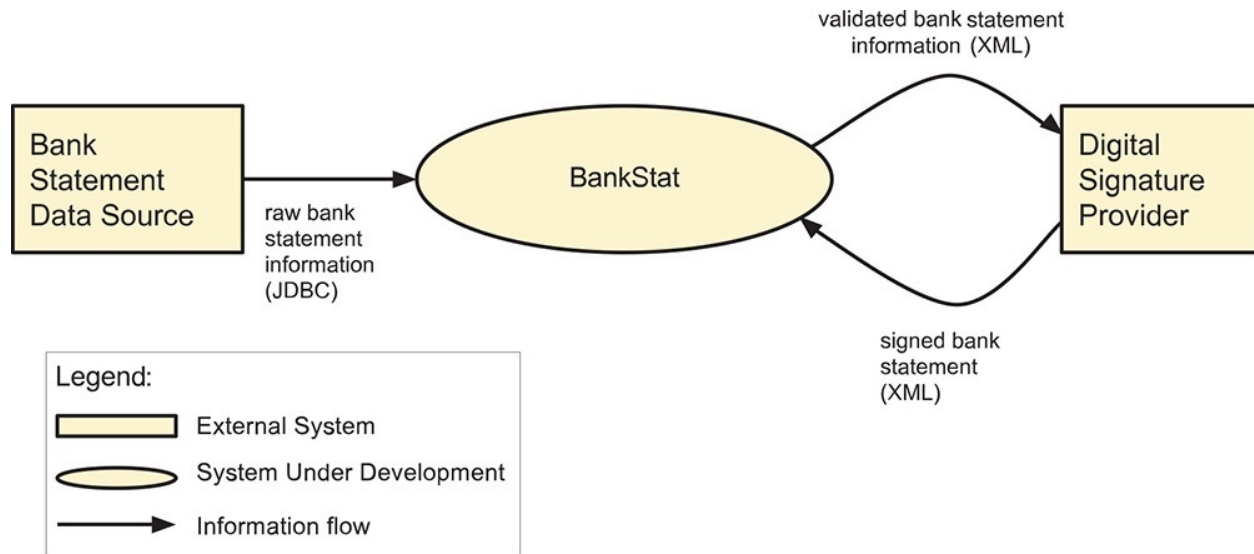 validated bank statement
information (XML)
Bank
Statement
Data Source
BankStat
Digital
Signature
Provider
raw bank
statement
information
(JDBC)
signed bank
statement
(XML)
Legend:
External System
System Under Development
Information flow